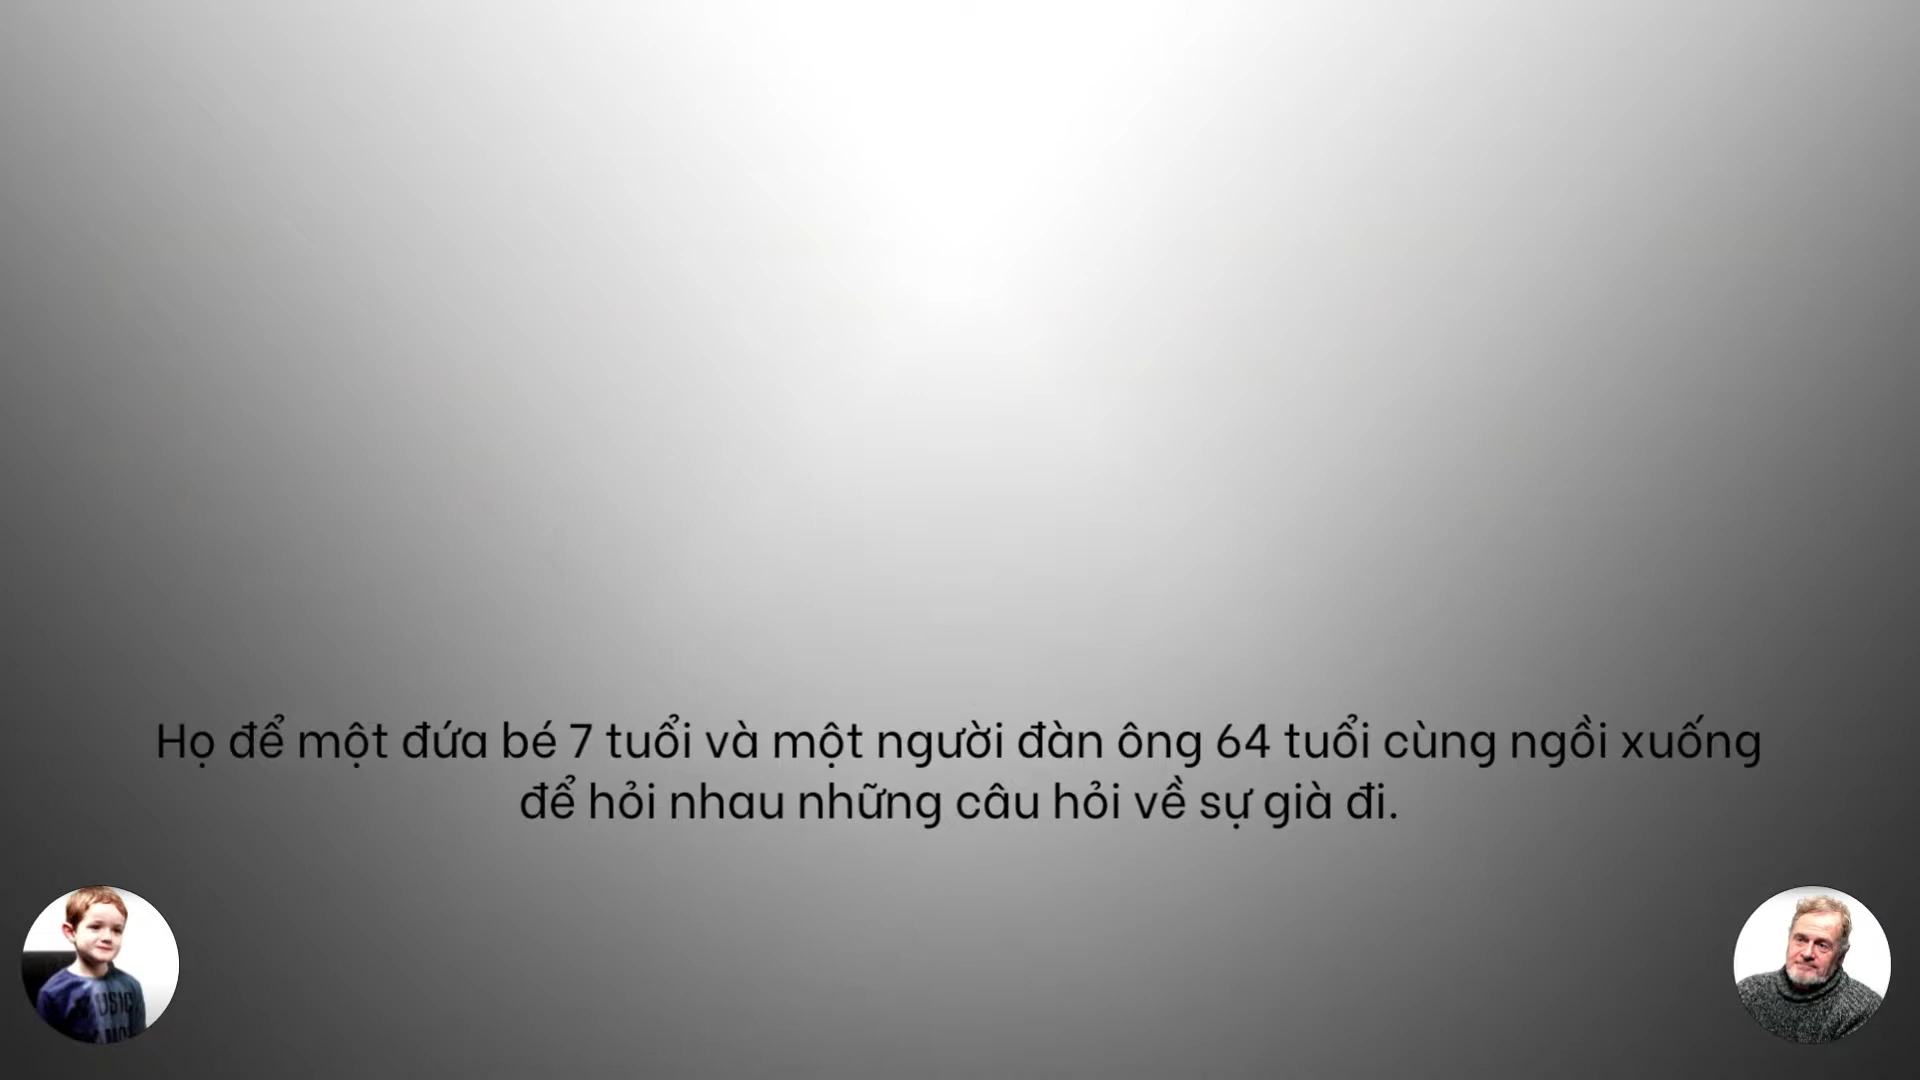 Họ để một đứa bé 7 tuổi và một người đàn ông 64 tuổi cùng ngồi xuống
để hỏi nhau những câu hỏi về sự già đi.
USIC